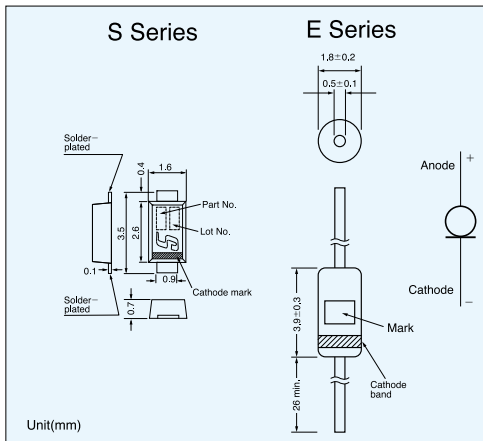 S Series
E Series
1.8±0.2
0.5±0.1
Solder−
plated
0.4
1.6
Part No.
Lot No.
3.5
2.6
0.1
0.9
Cathode mark
Solder−
plated
0.7
Anode
+
Cathode
−
3.9±0.3
Mark
Cathode
band
26 min.
Unit(mm)